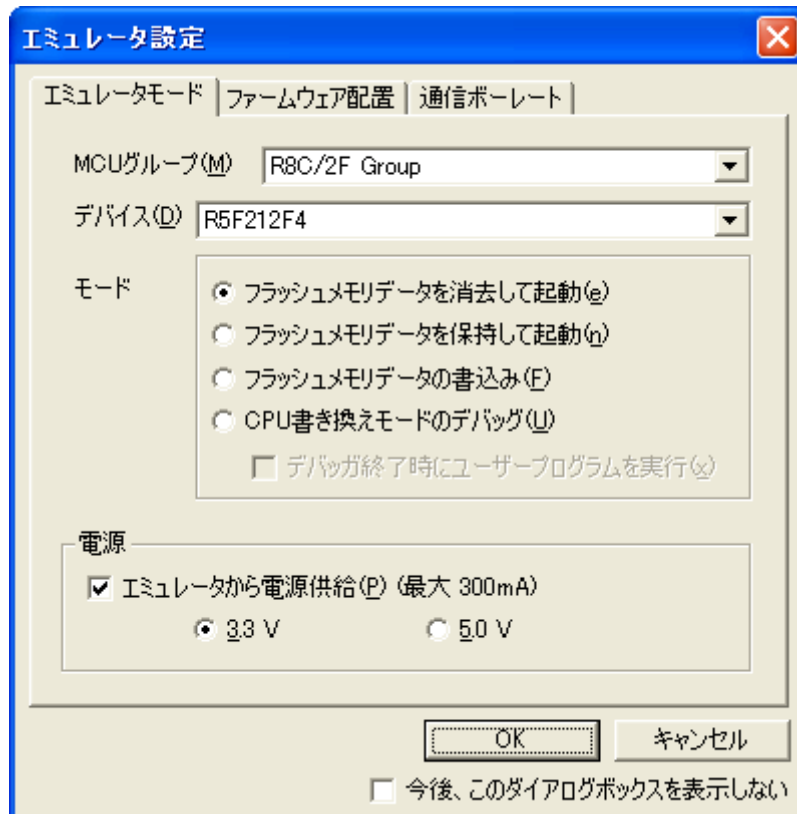 エミュレータ設定
エミュレータモード ファームウェア配置 通信ボーレート
MCUグループ(M) R8C/2F Group
デバイス(D) R5F212F4
モード
フラッシュメモリデータを消去して起動(e)
フラッシュメモリデータを保持して起動(n)
フラッシュメモリデータの書込み(F)
CPU書き換えモードのデバッグ(U)
デバッガ終了時にユーザープログラムを実行(x)
電源
エミュレータから電源供給(P) (最大 300mA)
3.3 V 5.0 V
OK キャンセル
今後、このダイアログボックスを表示しない